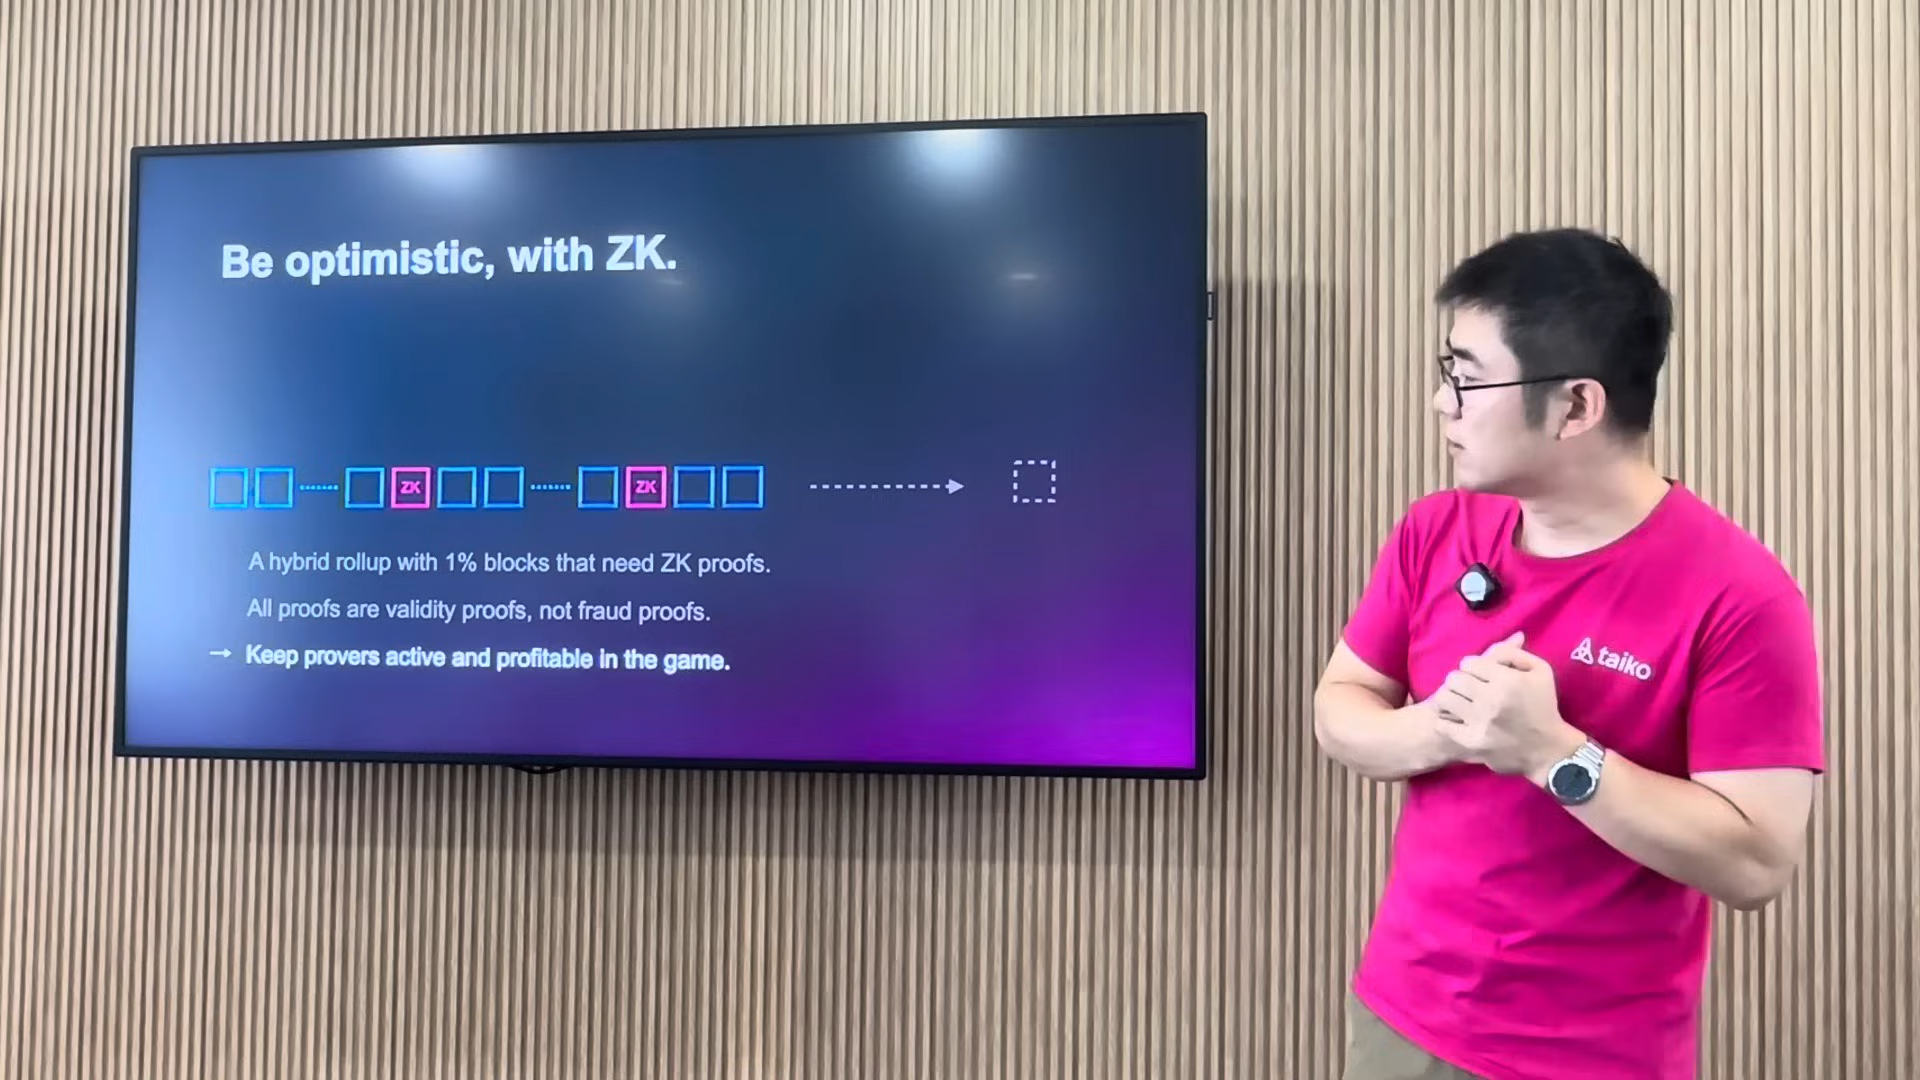 Be optimistic, with ZK.
ZK
ZK
A hybrid rollup with 1% blocks that need ZK proofs.
All proofs are validity proofs, not fraud proofs.
→ Keep provers active and profitable in the game.
taiko